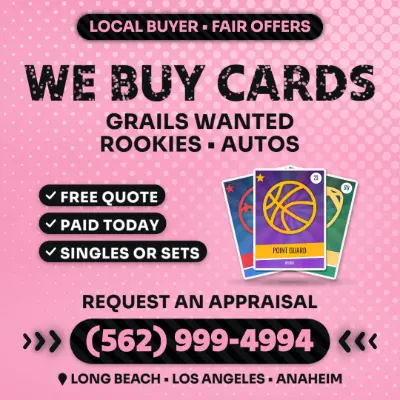 LOCAL BUYER • FAIR OFFERS
WE BUY CARDS
GRAILS WANTED
ROOKIES • AUTOS
✓ FREE QUOTE
✓ PAID TODAY
✓ SINGLES OR SETS
23
POINT GUARD
REQUEST AN APPRAISAL
(562) 999-4994
LONG BEACH • LOS ANGELES • ANAHEIM